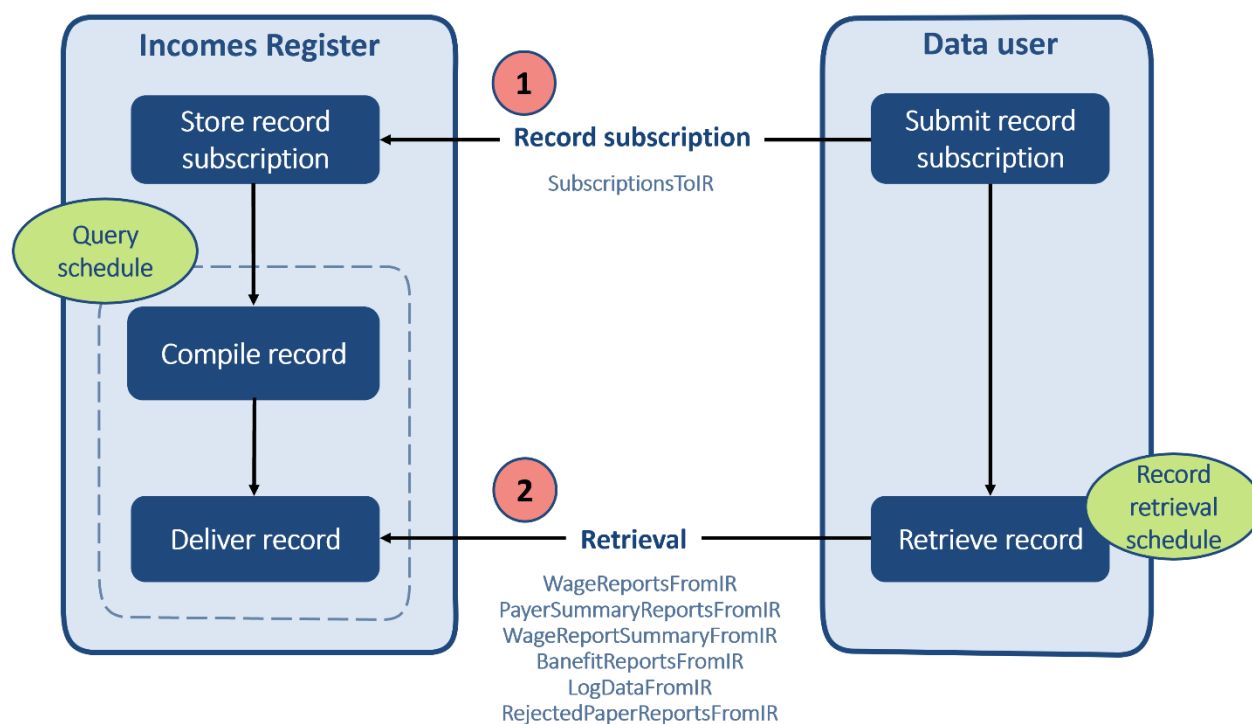 Incomes Register
Data user
1
Store record
subscription
Record subscription
Submit record
subscription
SubscriptionsToIR
Query
schedule
Compile record
2
Deliver record
Retrieval
Retrieve record
Record
retrieval
schedule
WageReportsFromIR
PayerSummaryReportsFromIR
WageReportSummaryFromIR
BanefitReportsFromIR
LogDataFromIR
RejectedPaperReportsFromIR